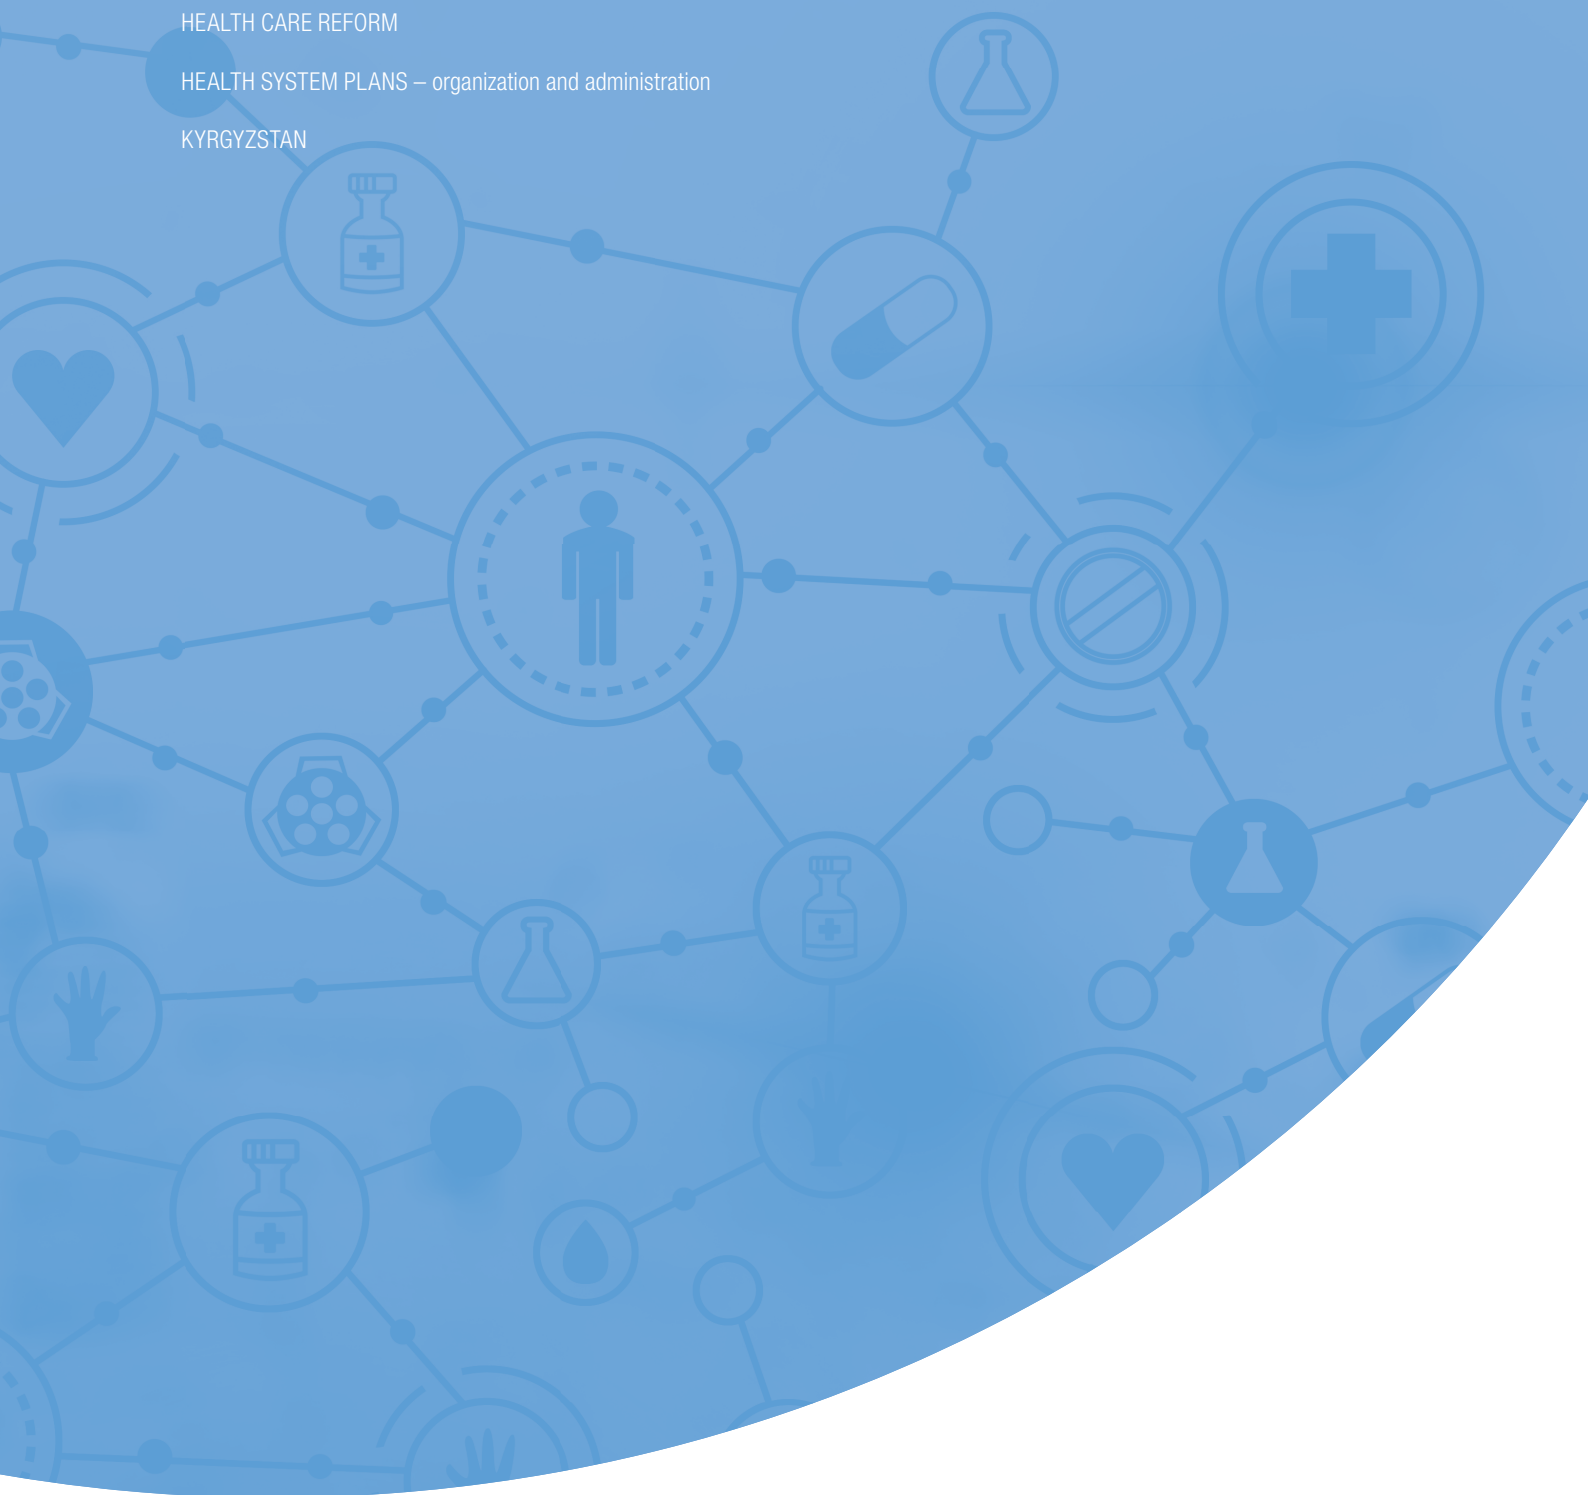 HEALTH CARE REFORM
HEALTH SYSTEM PLANS – organization and administration
KYRGYZSTAN